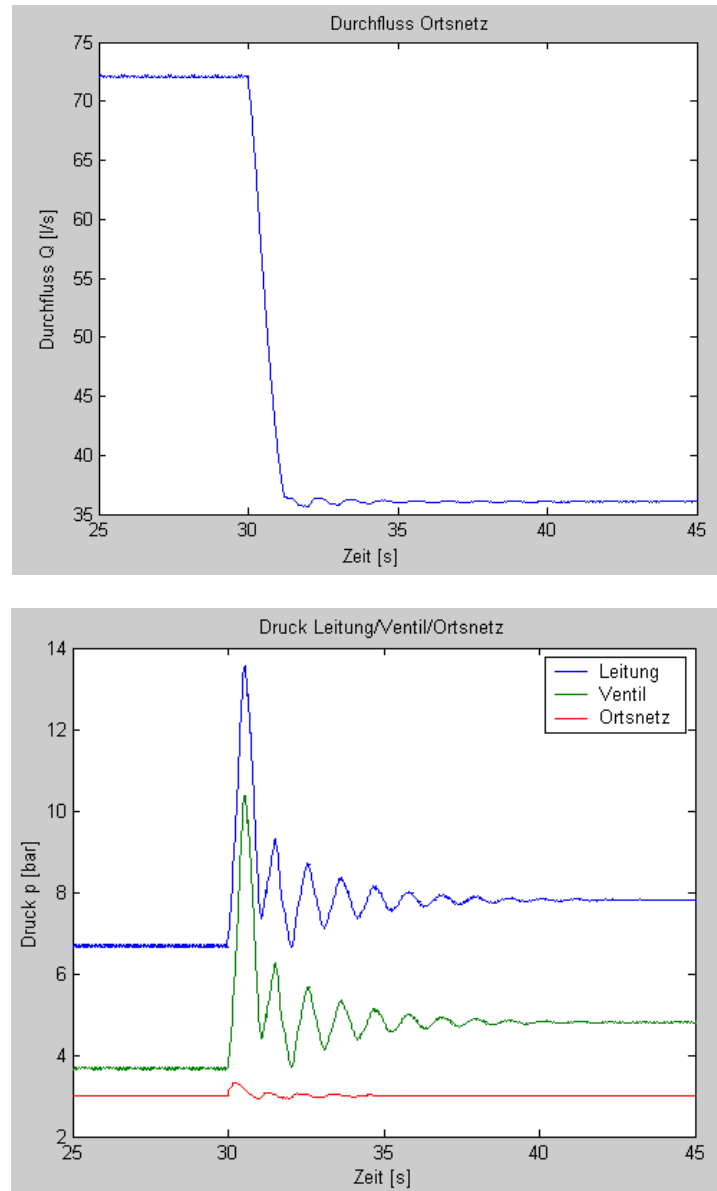 Durchfluss Ortsnetz
75
70
65
60
55
50
45
40
35
Durchfluss Q [l/s]
25 30 35 40 45
Zeit [s]
Druck Leitung/Ventil/Ortsnetz
14
12
10
8
6
4
2
Druck p [bar]
Leitung
Ventil
Ortsnetz
25 30 35 40 45
Zeit [s]